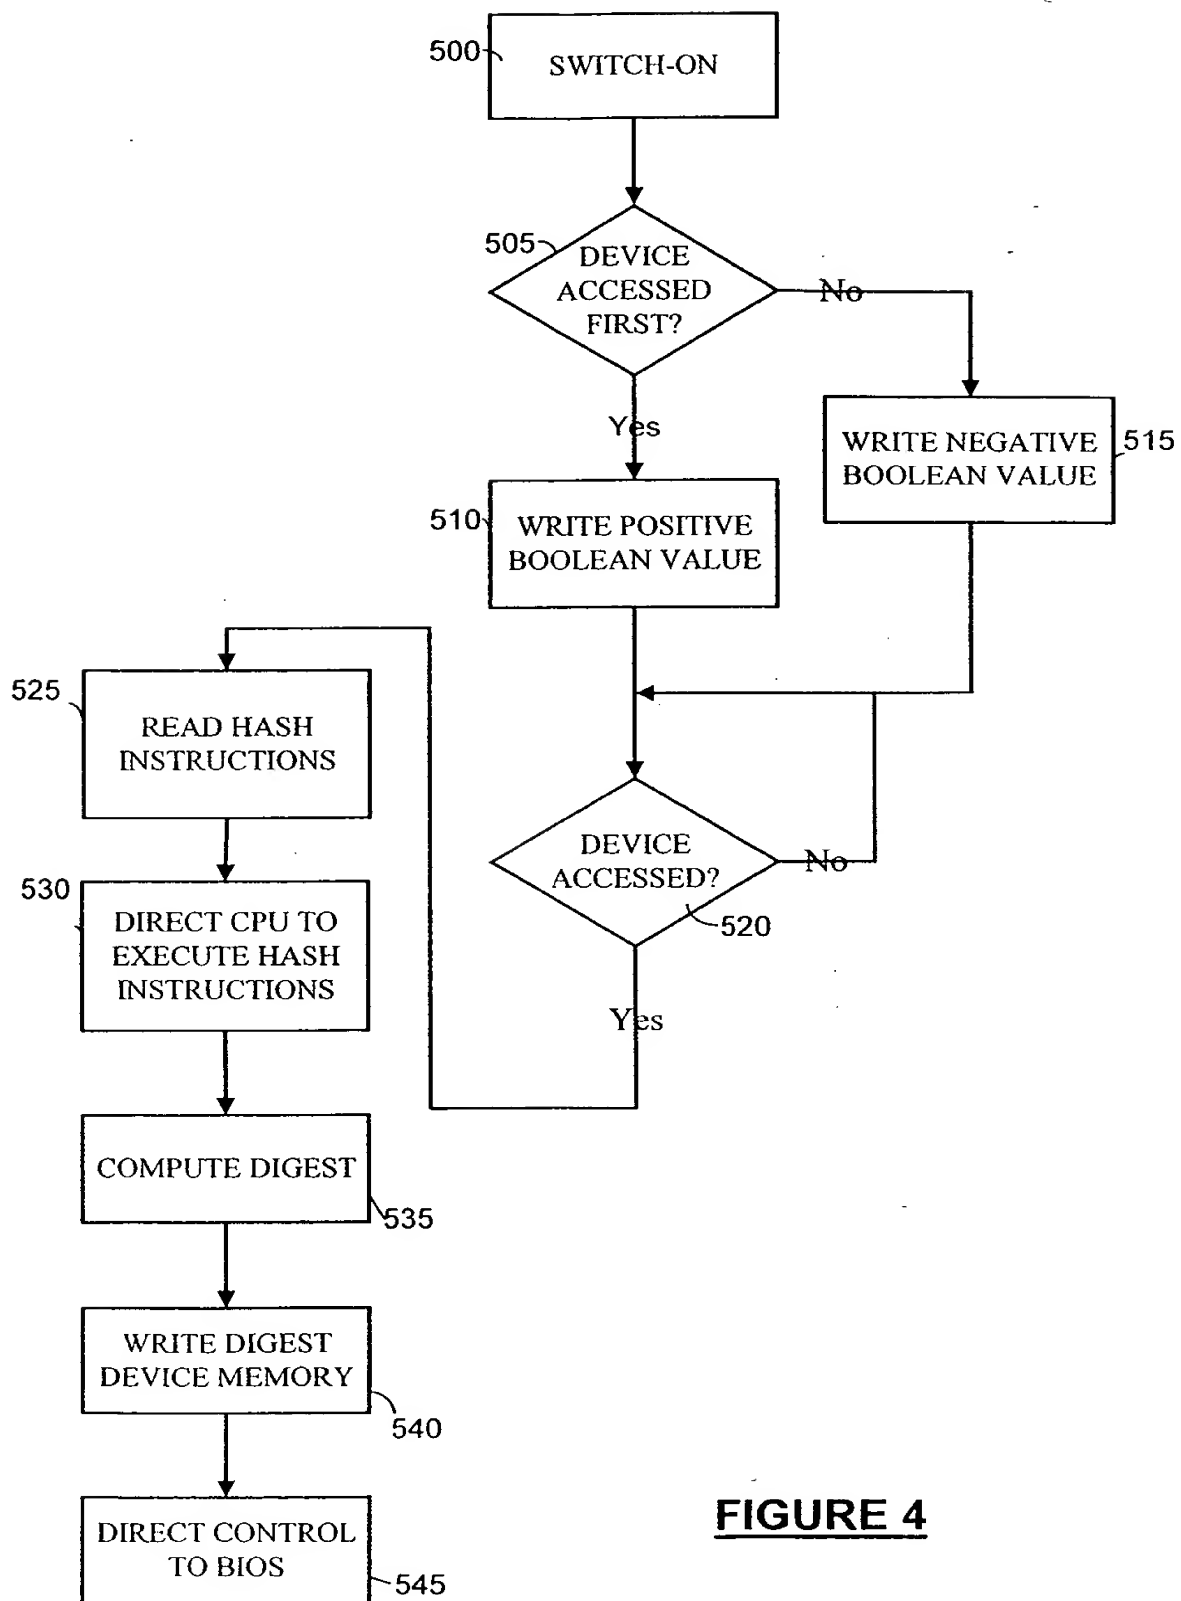 500
SWITCH-ON
505
DEVICE
ACCESSED
FIRST?
No
Yes
WRITE NEGATIVE
BOOLEAN VALUE
515
510
WRITE POSITIVE
BOOLEAN VALUE
DEVICE
ACCESSED?
No
520
Yes
525
READ HASH
INSTRUCTIONS
530
DIRECT CPU TO
EXECUTE HASH
INSTRUCTIONS
COMPUTE DIGEST
535
WRITE DIGEST
DEVICE MEMORY
540
DIRECT CONTROL
TO BIOS
545
FIGURE 4